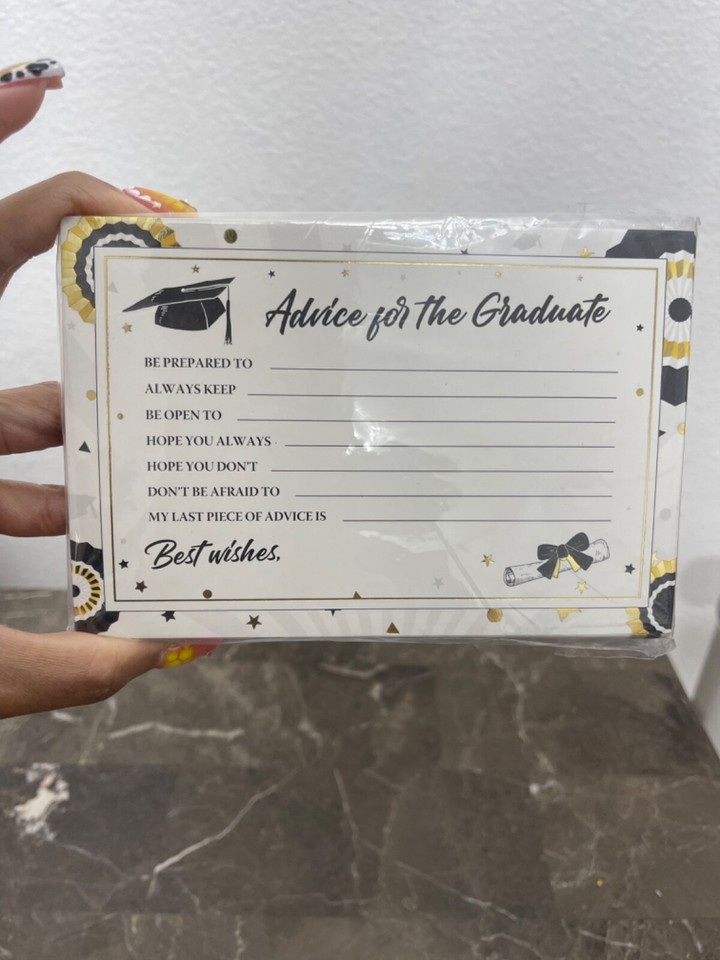 Advice for the Graduate
BE PREPARED TO
ALWAYS KEEP
BE OPEN TO
HOPE YOU ALWAYS
HOPE YOU DON'T
DON'T BE AFRAID TO
MY LAST PIECE OF ADVICE IS
Best wishes,